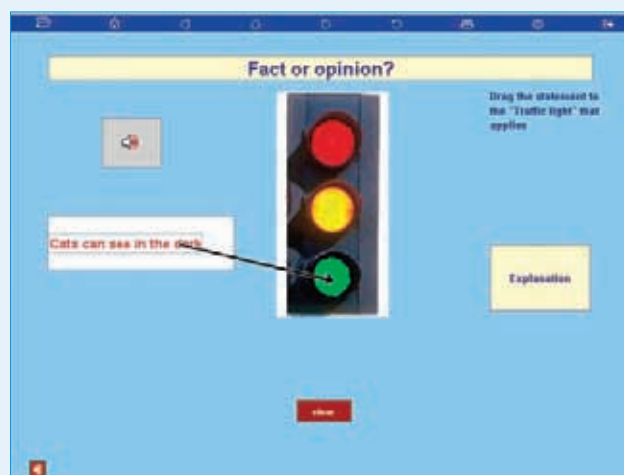 Fact or opinion?
Drag the statement to
the "Traffic light" that
applies
Cats can see in the dark
Explanation